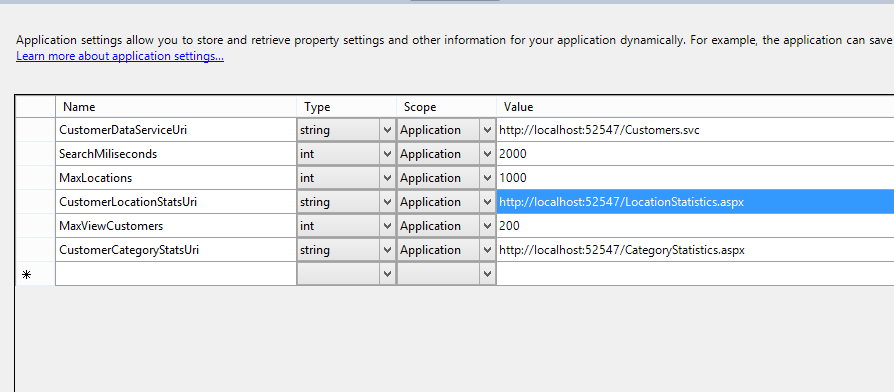 Application settings allow you to store and retrieve property settings and other information for your application dynamically. For example, the application can save
Learn more about application settings...
Name Type Scope Value
CustomerDataServiceUri string Application http://localhost:52547/Customers.svc
SearchMiliseconds int Application 2000
MaxLocations int Application 1000
CustomerLocationStatsUri string Application http://localhost:52547/LocationStatistics.aspx
MaxViewCustomers int Application 200
CustomerCategoryStatsUri string Application http://localhost:52547/CategoryStatistics.aspx